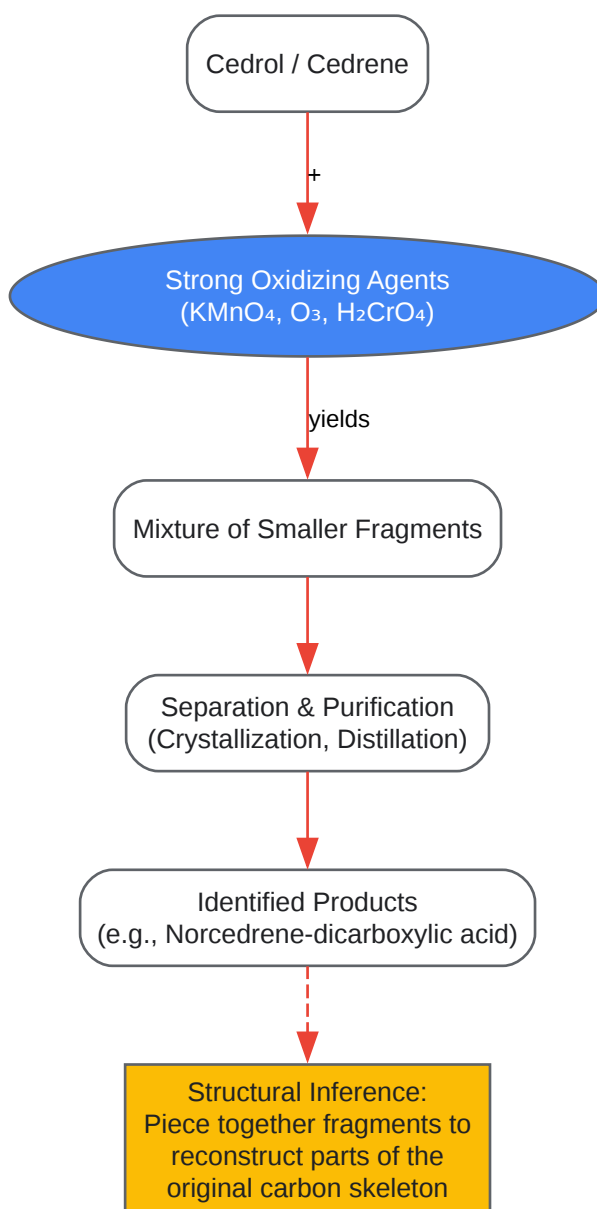 Cedrol / Cedrene
+
Strong Oxidizing Agents
(KMnO₄, O₃, H₂CrO₄)
yields
Mixture of Smaller Fragments
Separation & Purification
(Crystallization, Distillation)
Identified Products
(e.g., Norcedrene-dicarboxylic acid)
Structural Inference:
Piece together fragments to
reconstruct parts of the
original carbon skeleton